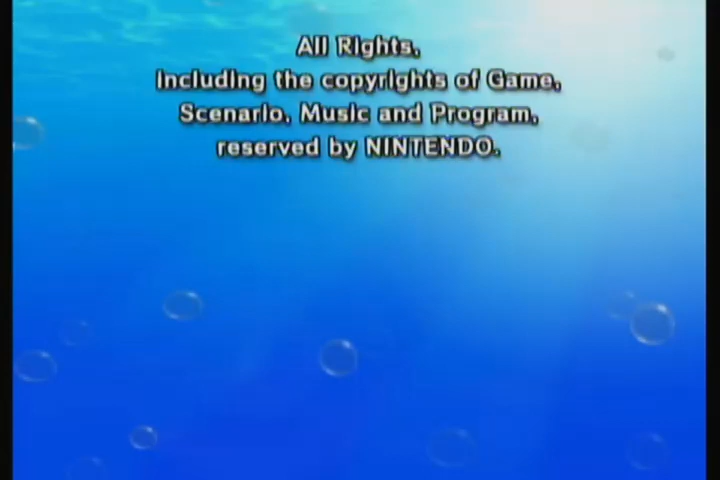 All Rights,
including the copyrights of Game,
Scenario, Music and Program,
reserved by NINTENDO.